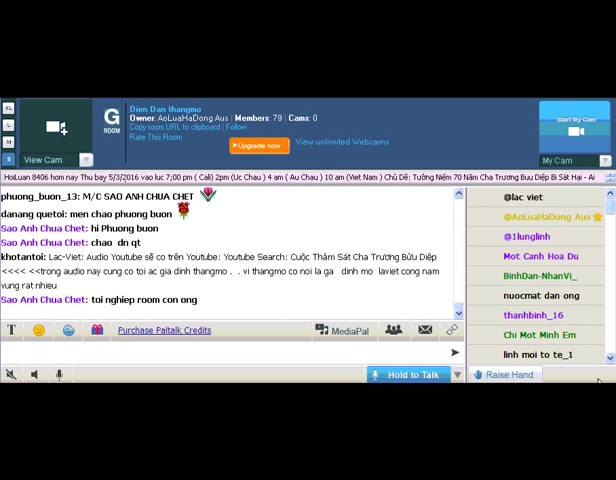 XL
L
M
S
View Cam
G
ROOM
Dien Dan thangmo
Owner: AoLuaHaDong Aus | Members: 79 | Cams: 0
Copy room URL to clipboard | Follow
Rate This Room
Upgrade now
View unlimited Webcams
Start My Cam
My Cam
HoiLuan 8406 hom nay Thu bay 5/3/2016 vao luc 7;00 pm ( Cali) 2pm (Uc Chau ) 4 am ( Au Chau ) 10 am (Viet Nam ) Chủ Đề: Tưởng Niệm 70 Năm Cha Trương Buu Diệp Bi Sát Hại - Ai
phuong_buon_13: M/C SAO ANH CHUA CHET
danang quetoi: men chao phuong buon
Sao Anh Chua Chet: hi Phuong buon
Sao Anh Chua Chet: chao dn qt
khotantoi: Lac-Viet: Audio Youtube sẽ co trên Youtube: Youtube Search: Cuộc Thảm Sát Cha Trương Bửu Diệp
<<<< <<trong audio nay cung co toi ac gia dinh thangmo . . vi thangmo co noi la ga dinh mo laviet cong nam
vung rat nhieu
Sao Anh Chua Chet: toi nghiep room con ong
@lac viet
@AoLuaHaDong Aus
@1lunglinh
Mot Canh Hoa Du
BinhDan-NhanVi_
nuocmat dan ong
thanhbinh_16
Chi Mot Minh Em
linh moi to te_1
T
Purchase Paltalk Credits
MediaPal
Hold to Talk
Raise Hand